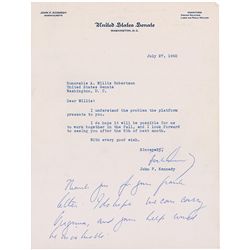 JOHN F. KENNEDY
MASSACHUSETTS
United States Senate
WASHINGTON, D.C.
July 27, 1960
Honorable A. Willis Robertson
United States Senate
Washington, D. C.
Dear Willis:
I understand the problem the platform
presents to you.
I do hope it will be possible for us
to work together in the Fall, and I look forward
to seeing you after the 8th of next month.
With every good wish.
Sincerely,
John F. Kennedy
Thank you for your frank
letter. I do hope we can carry
Virginia, and your help would
be